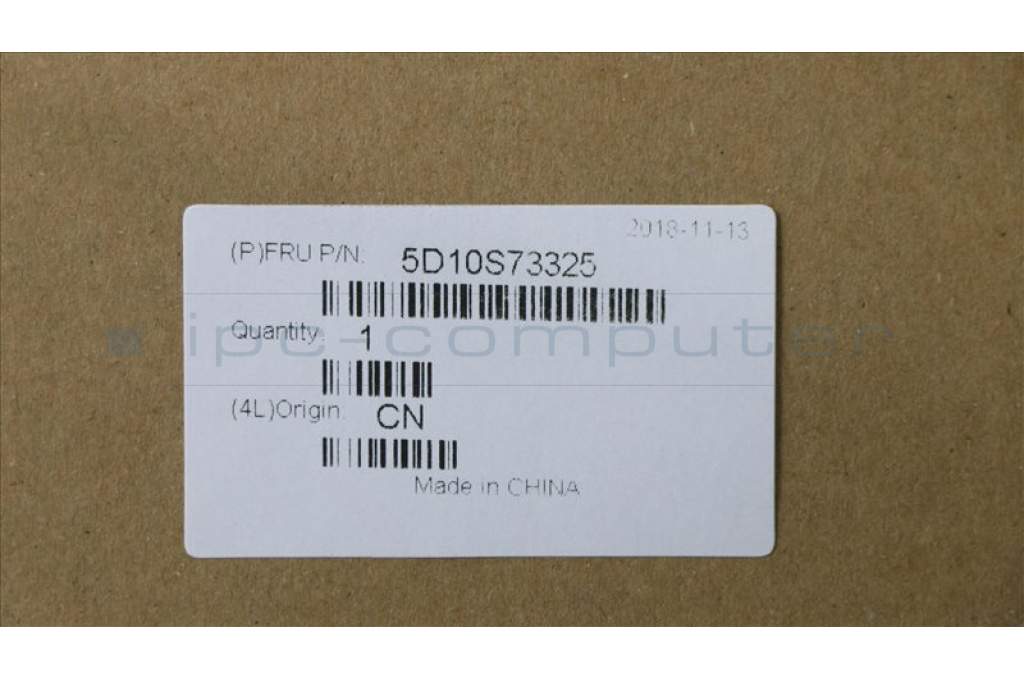 2018-11-13
(P)FRU P/N: 5D10S73325
Quantity: 1
ipc-computer
(4L)Origin: CN
Made in CHINA